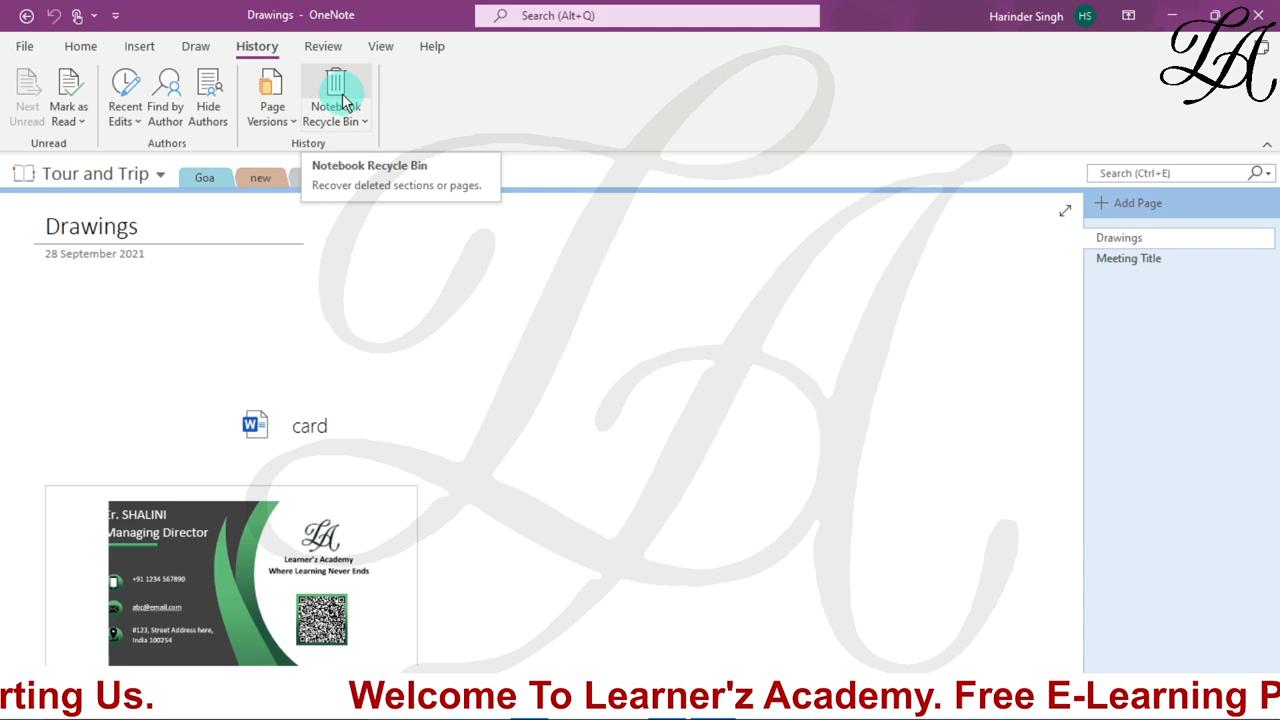 Drawings - OneNote
Search (Alt+Q)
Harinder Singh
HS
File Home Insert Draw History Review View Help
Next Unread
Mark as Read
Recent Edits
Find by Author
Hide Authors
Page Versions
Notebook Recycle Bin
Unread
Authors
History
Notebook Recycle Bin
Recover deleted sections or pages.
Tour and Trip
Goa
new
Search (Ctrl+E)
Add Page
Drawings
Meeting Title
Drawings
28 September 2021
card
Er. SHALINI
Managing Director
+91 1234 567890
abc@email.com
#123, Street Address here,
India 100254
LA
Learner'z Academy
Where Learning Never Ends
LA
LA
rting Us. Welcome To Learner'z Academy. Free E-Learning P